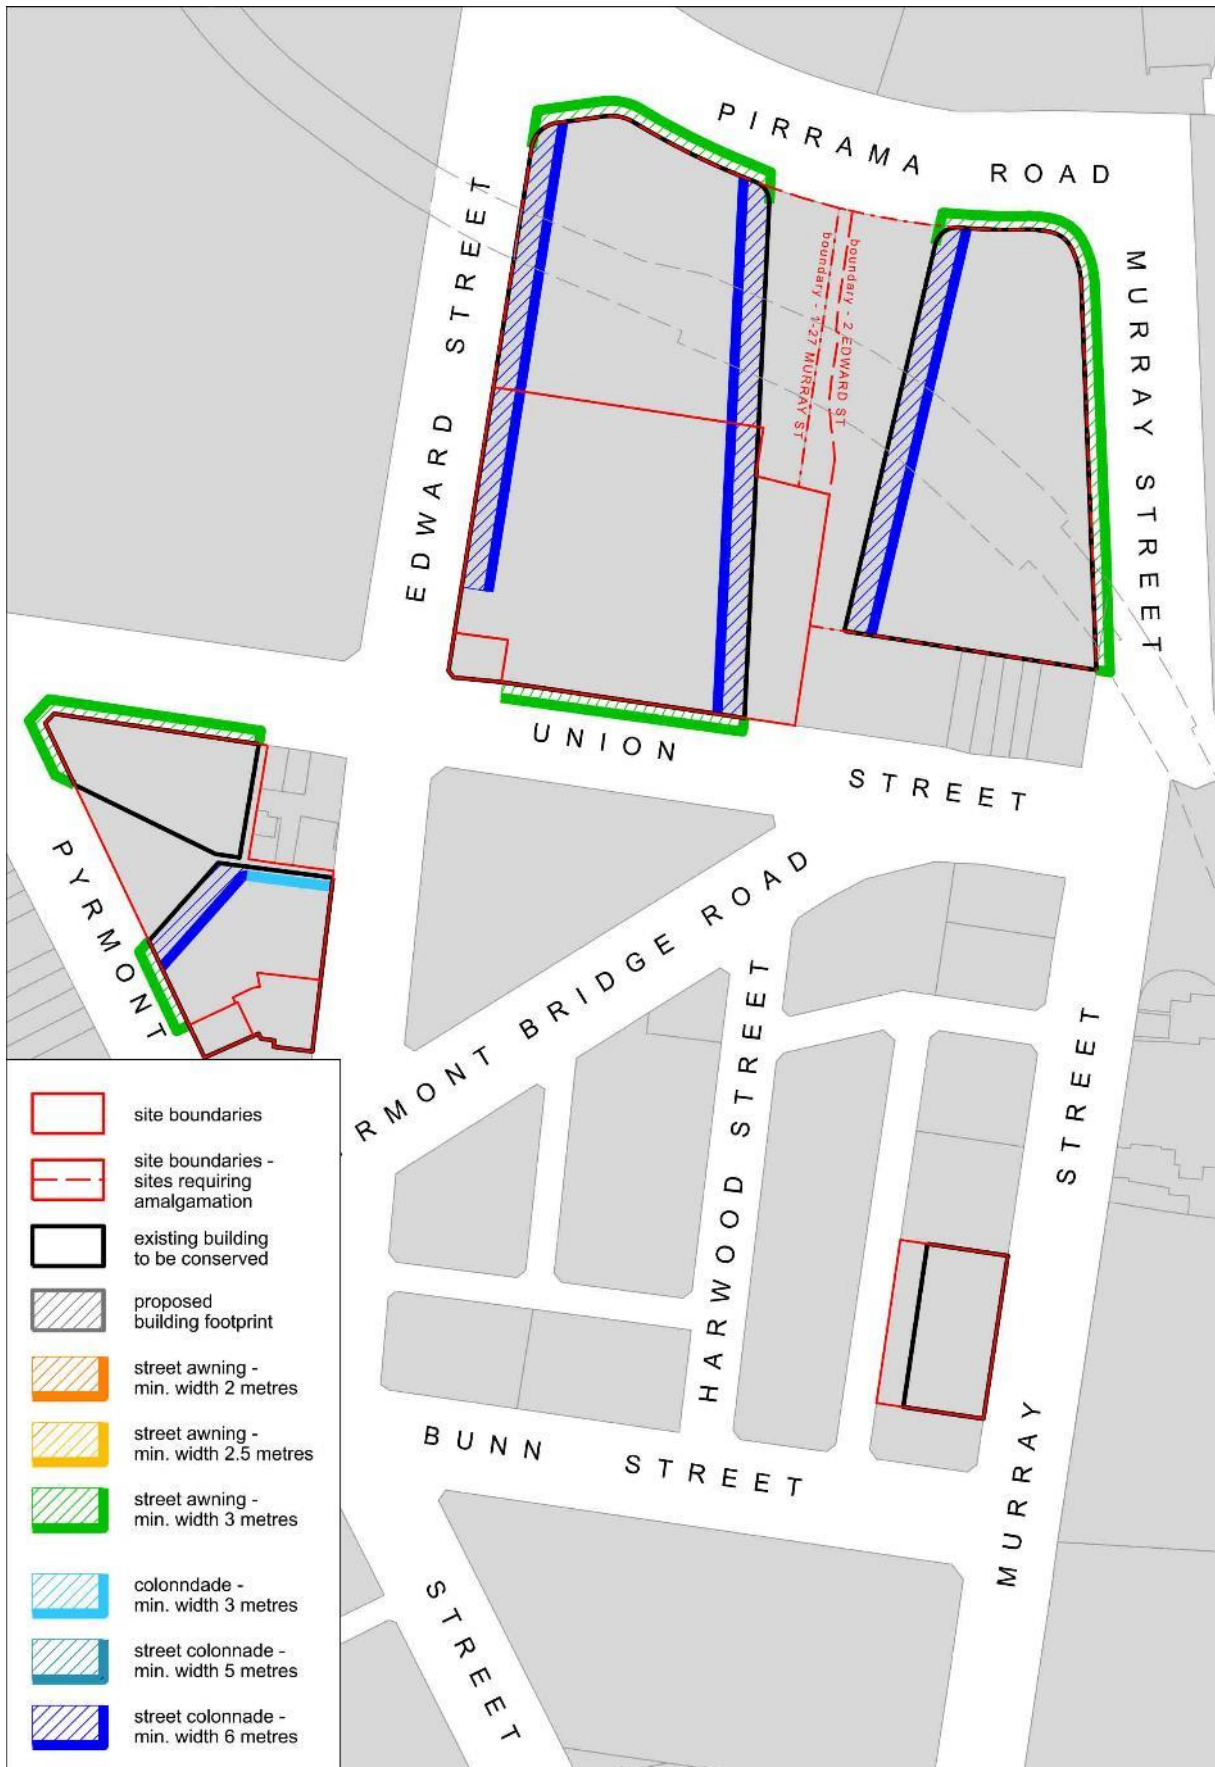 PIRRAMA ROAD
EDWARD STREET
MURRAY STREET
boundary - 2 EDWARD ST
boundary - 1-27 MURRAY ST
UNION STREET
PYRMONT
STREET
RMONT BRIDGE ROAD
HARWOOD STREET
MURRAY STREET
BUNN STREET
site boundaries
site boundaries -
sites requiring
amalgamation
existing building
to be conserved
proposed
building footprint
street awning -
min. width 2 metres
street awning -
min. width 2.5 metres
street awning -
min. width 3 metres
colonndade -
min. width 3 metres
street colonnade -
min. width 5 metres
street colonnade -
min. width 6 metres